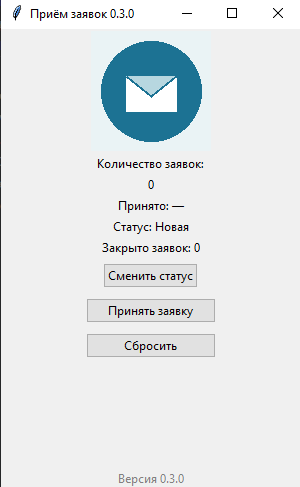 Приём заявок 0.3.0
Количество заявок:
0
Принято: —
Статус: Новая
Закрыто заявок: 0
Сменить статус
Принять заявку
Сбросить
Версия 0.3.0